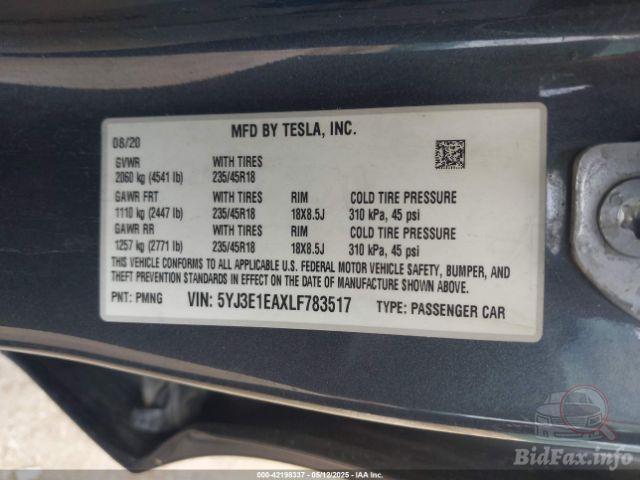 MFD BY TESLA, INC.
08/20
GVWR WITH TIRES
2060 kg (4541 lb) 235/45R18
GAWR FRT WITH TIRES RIM COLD TIRE PRESSURE
1110 kg (2447 lb) 235/45R18 18X8.5J 310 kPa, 45 psi
GAWR RR WITH TIRES RIM COLD TIRE PRESSURE
1257 kg (2771 lb) 235/45R18 18X8.5J 310 kPa, 45 psi
THIS VEHICLE CONFORMS TO ALL APPLICABLE U.S. FEDERAL MOTOR VEHICLE SAFETY, BUMPER, AND
THEFT PREVENTION STANDARDS IN EFFECT ON THE DATE OF MANUFACTURE SHOWN ABOVE.
PNT: PMNG VIN: 5YJ3E1EAXLF783517 TYPE: PASSENGER CAR
BidFax.info
000-42198337 - 05/12/2025 - IAA Inc.